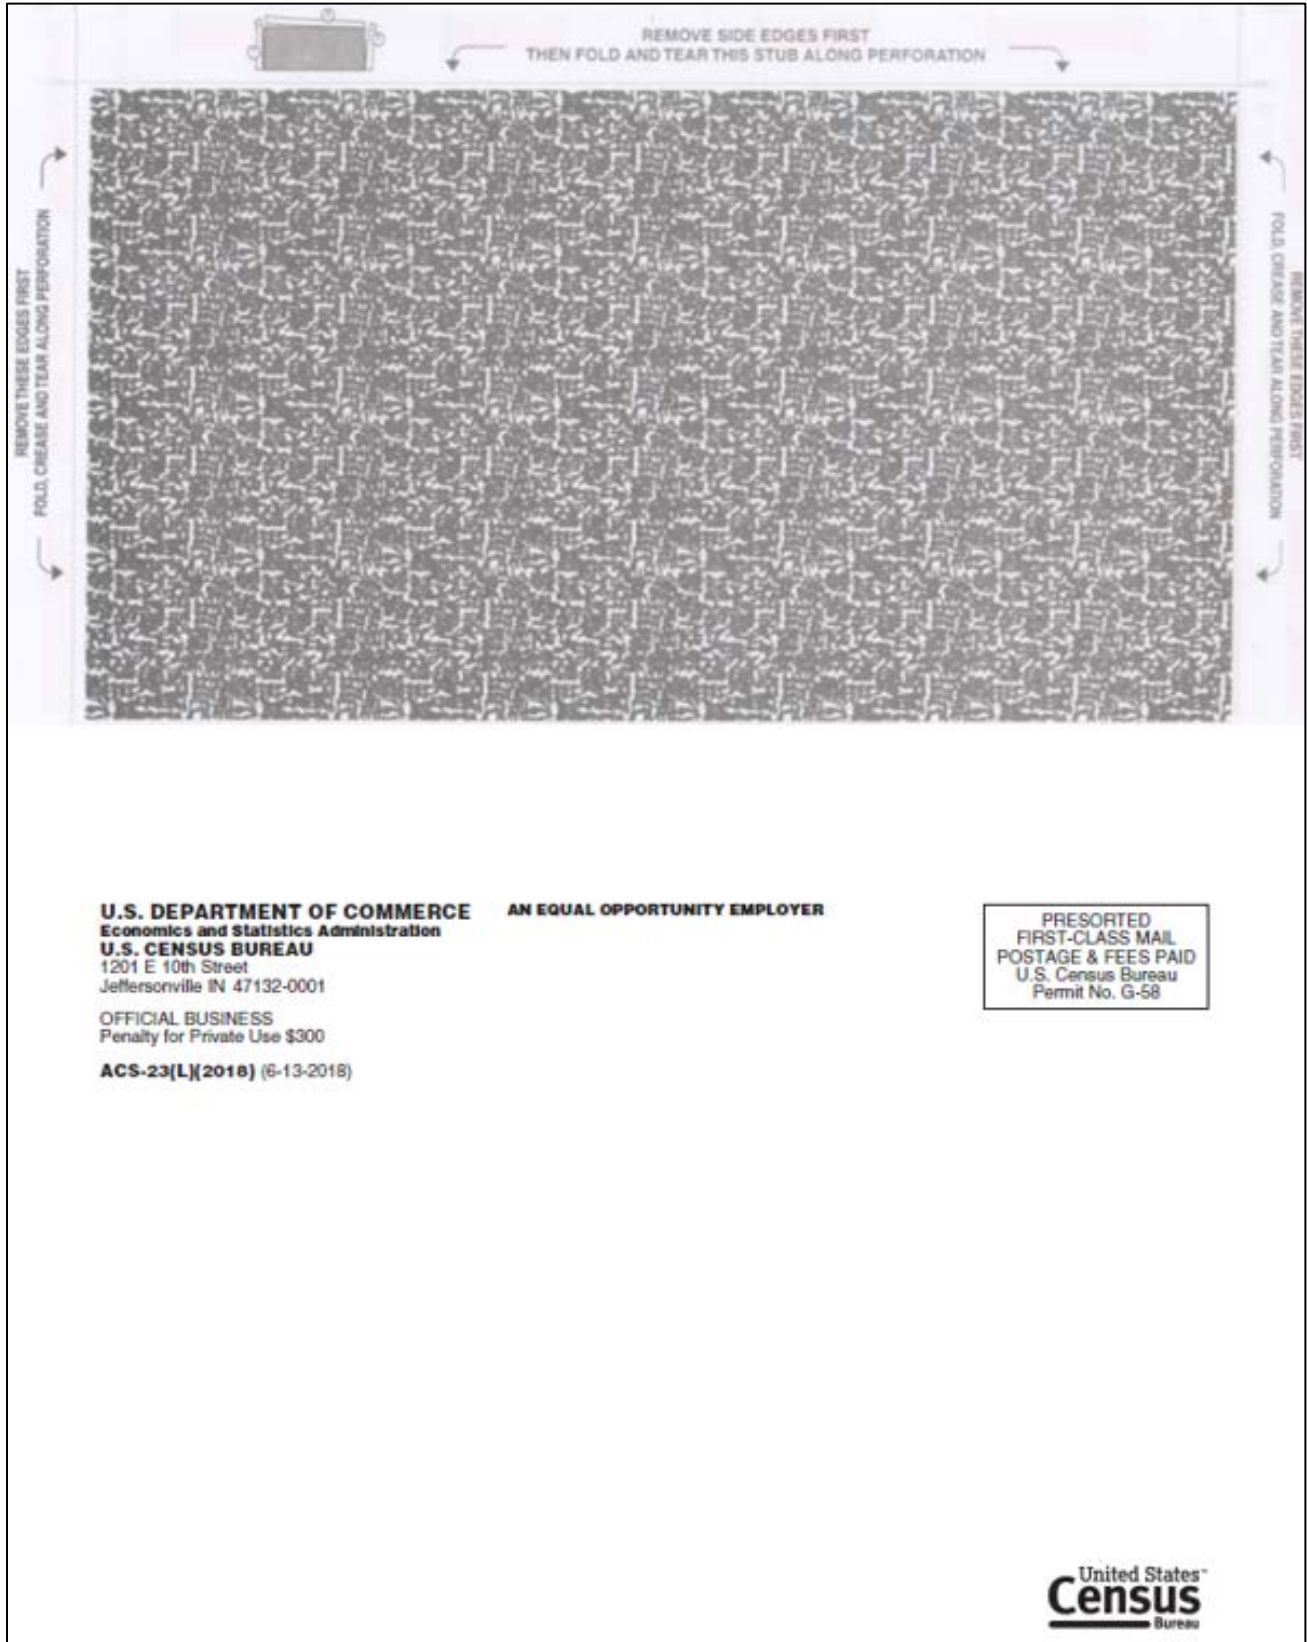 REMOVE SIDE EDGES FIRST
THEN FOLD AND TEAR THIS STUB ALONG PERFORATION
REMOVE THESE EDGES FIRST
FOLD, CREASE AND TEAR ALONG PERFORATION
REMOVE THESE EDGES FIRST
FOLD, CREASE AND TEAR ALONG PERFORATION
U.S. DEPARTMENT OF COMMERCE
Economics and Statistics Administration
U.S. CENSUS BUREAU
1201 E 10th Street
Jeffersonville IN 47132-0001
OFFICIAL BUSINESS
Penalty for Private Use $300
ACS-23(L)(2018) (6-13-2018)
AN EQUAL OPPORTUNITY EMPLOYER
PRESORTED
FIRST-CLASS MAIL
POSTAGE & FEES PAID
U.S. Census Bureau
Permit No. G-58
United States™
Census
Bureau